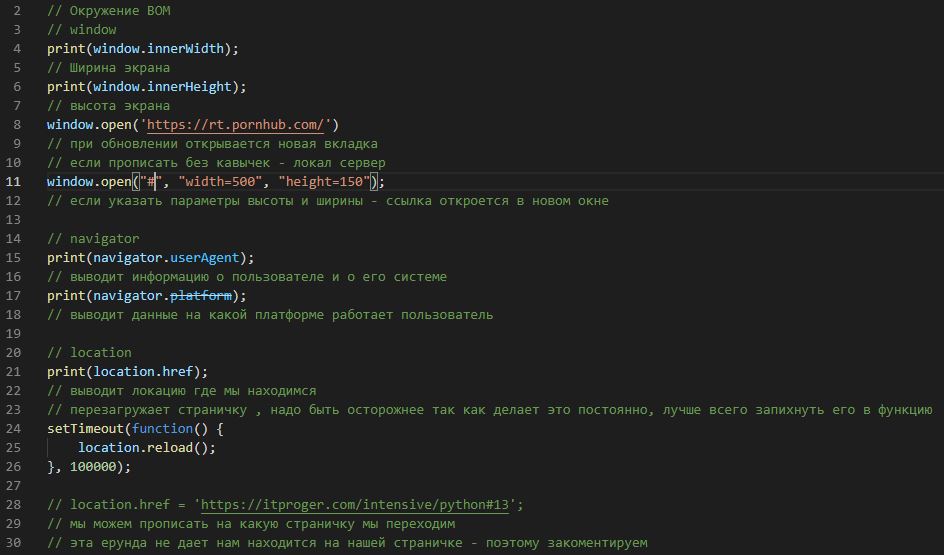 2 // Окружение BOM
3 // window
4 print(window.innerWidth);
5 // Ширина экрана
6 print(window.innerHeight);
7 // высота экрана
8 window.open('https://rt.pornhub.com/')
9 // при обновлении открывается новая вкладка
10 // если прописать без кавычек - локал сервер
11 window.open("#", "width=500", "height=150");
12 // если указать параметры высоты и ширины - ссылка откроется в новом окне
13
14 // navigator
15 print(navigator.userAgent);
16 // выводит информацию о пользователе и о его системе
17 print(navigator.platform);
18 // выводит данные на какой платформе работает пользователь
19
20 // location
21 print(location.href);
22 // выводит локацию где мы находимся
23 // перезагружает страничку , надо быть осторожнее так как делает это постоянно, лучше всего запихнуть его в функцию
24 setTimeout(function() {
25     location.reload();
26 }, 100000);
27
28 // location.href = 'https://itproger.com/intensive/python#13';
29 // мы можем прописать на какую страничку мы переходим
30 // эта ерунда не дает нам находится на нашей страничке - поэтому закоментируем